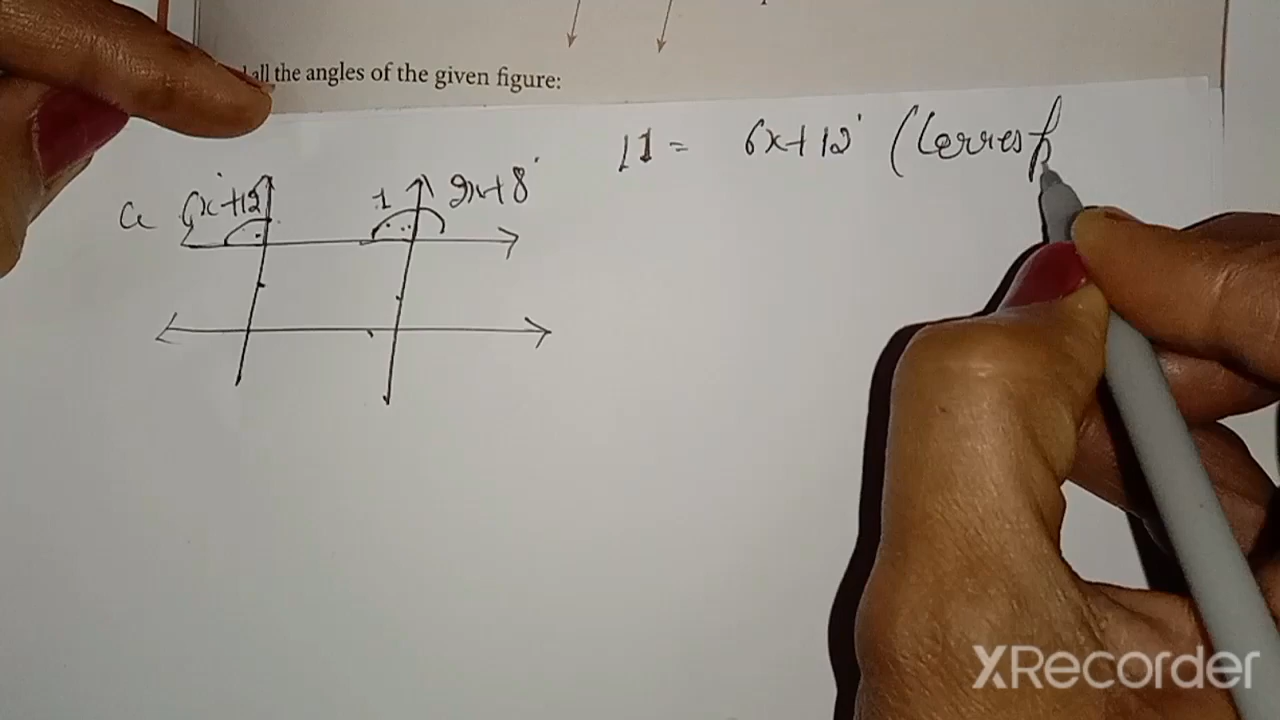 all the angles of the given figure:
∠1 = 6x+12° (Corresp
a 6x°+12
1 9x+8°
XRecorder